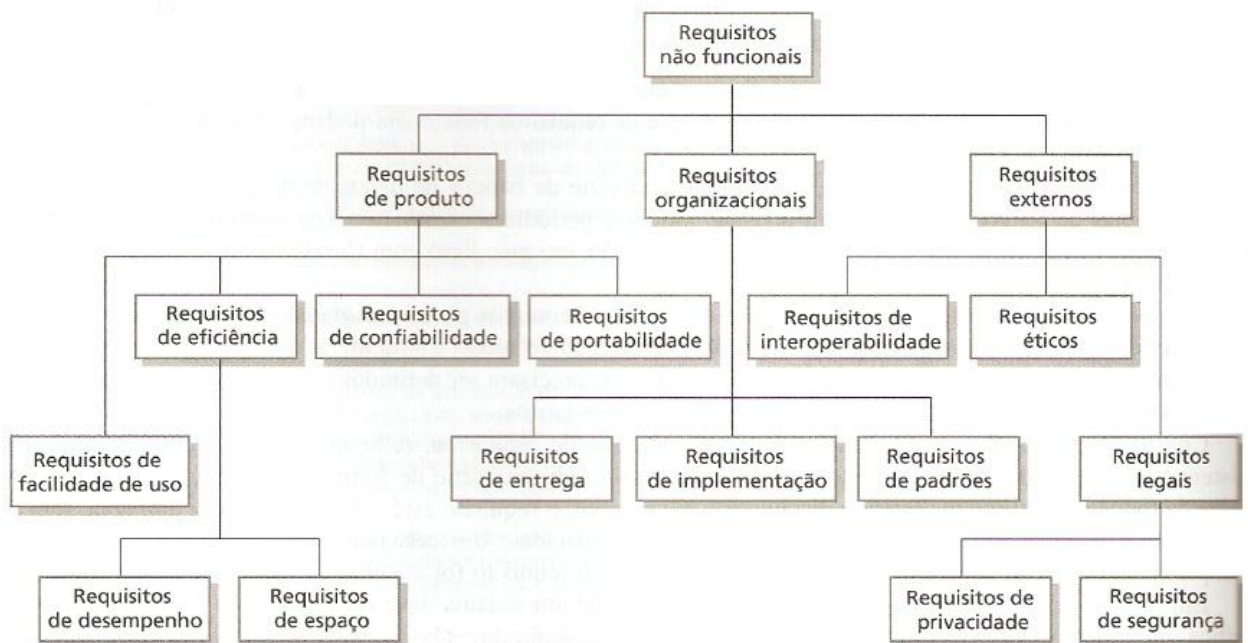 Requisitos
não funcionais
Requisitos
de produto
Requisitos
organizacionais
Requisitos
externos
Requisitos
de eficiência
Requisitos
de confiabilidade
Requisitos
de portabilidade
Requisitos de
interoperabilidade
Requisitos
éticos
Requisitos de
facilidade de uso
Requisitos
de entrega
Requisitos
de implementação
Requisitos
de padrões
Requisitos
legais
Requisitos
de desempenho
Requisitos
de espaço
Requisitos de
privacidade
Requisitos
de segurança